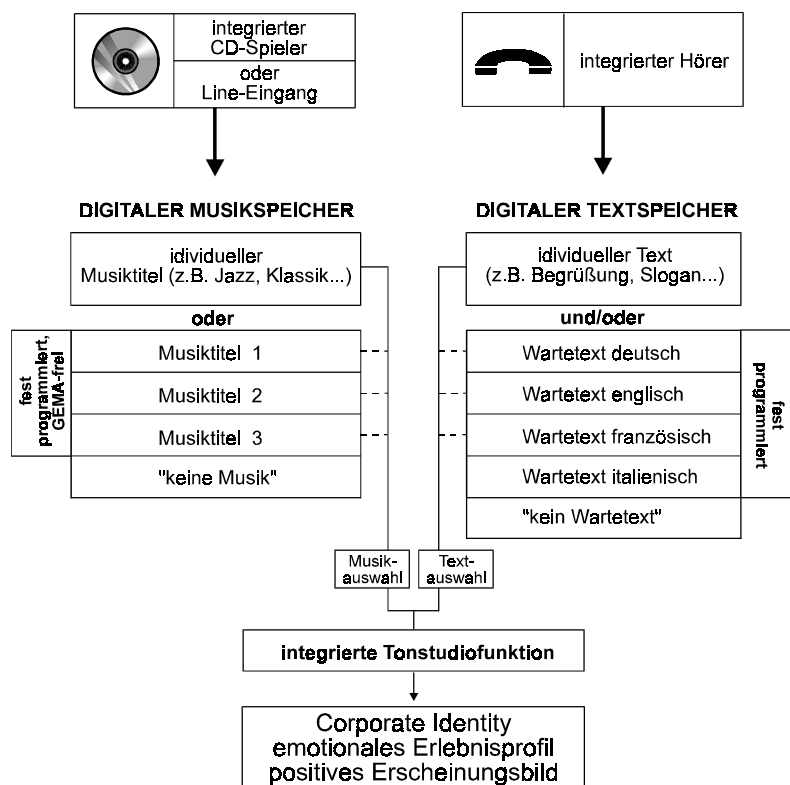 integrierter
CD-Spieler
oder
Line-Eingang
integrierter Hörer
DIGITALER MUSIKSPEICHER
idividueller
Musiktitel (z.B. Jazz, Klassik...)
oder
fest
programmiert,
GEMA-frei
Musiktitel 1
Musiktitel 2
Musiktitel 3
"keine Musik"
DIGITALER TEXTSPEICHER
idividueller Text
(z.B. Begrüßung, Slogan...)
und/oder
Wartetext deutsch
Wartetext englisch
Wartetext französisch
Wartetext italienisch
"kein Wartetext"
fest
programmiert
Musik-
auswahl
Text-
auswahl
integrierte Tonstudiofunktion
Corporate Identity
emotionales Erlebnisprofil
positives Erscheinungsbild